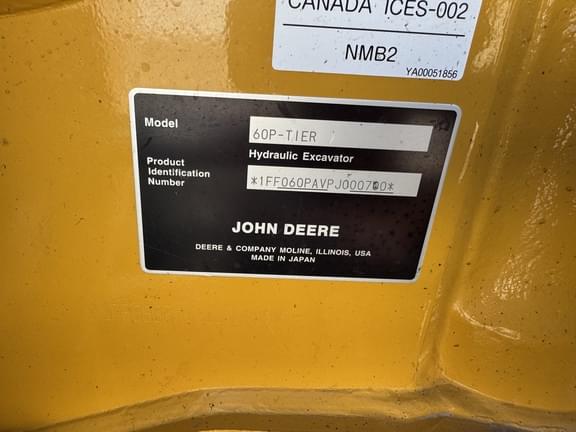 CANADA ICES-002
NMB2
YA00051856
Model
60P-TIER
Hydraulic Excavator
Product
Identification
Number
JOHN DEERE
DEERE & COMPANY MOLINE, ILLINOIS, USA
MADE IN JAPAN